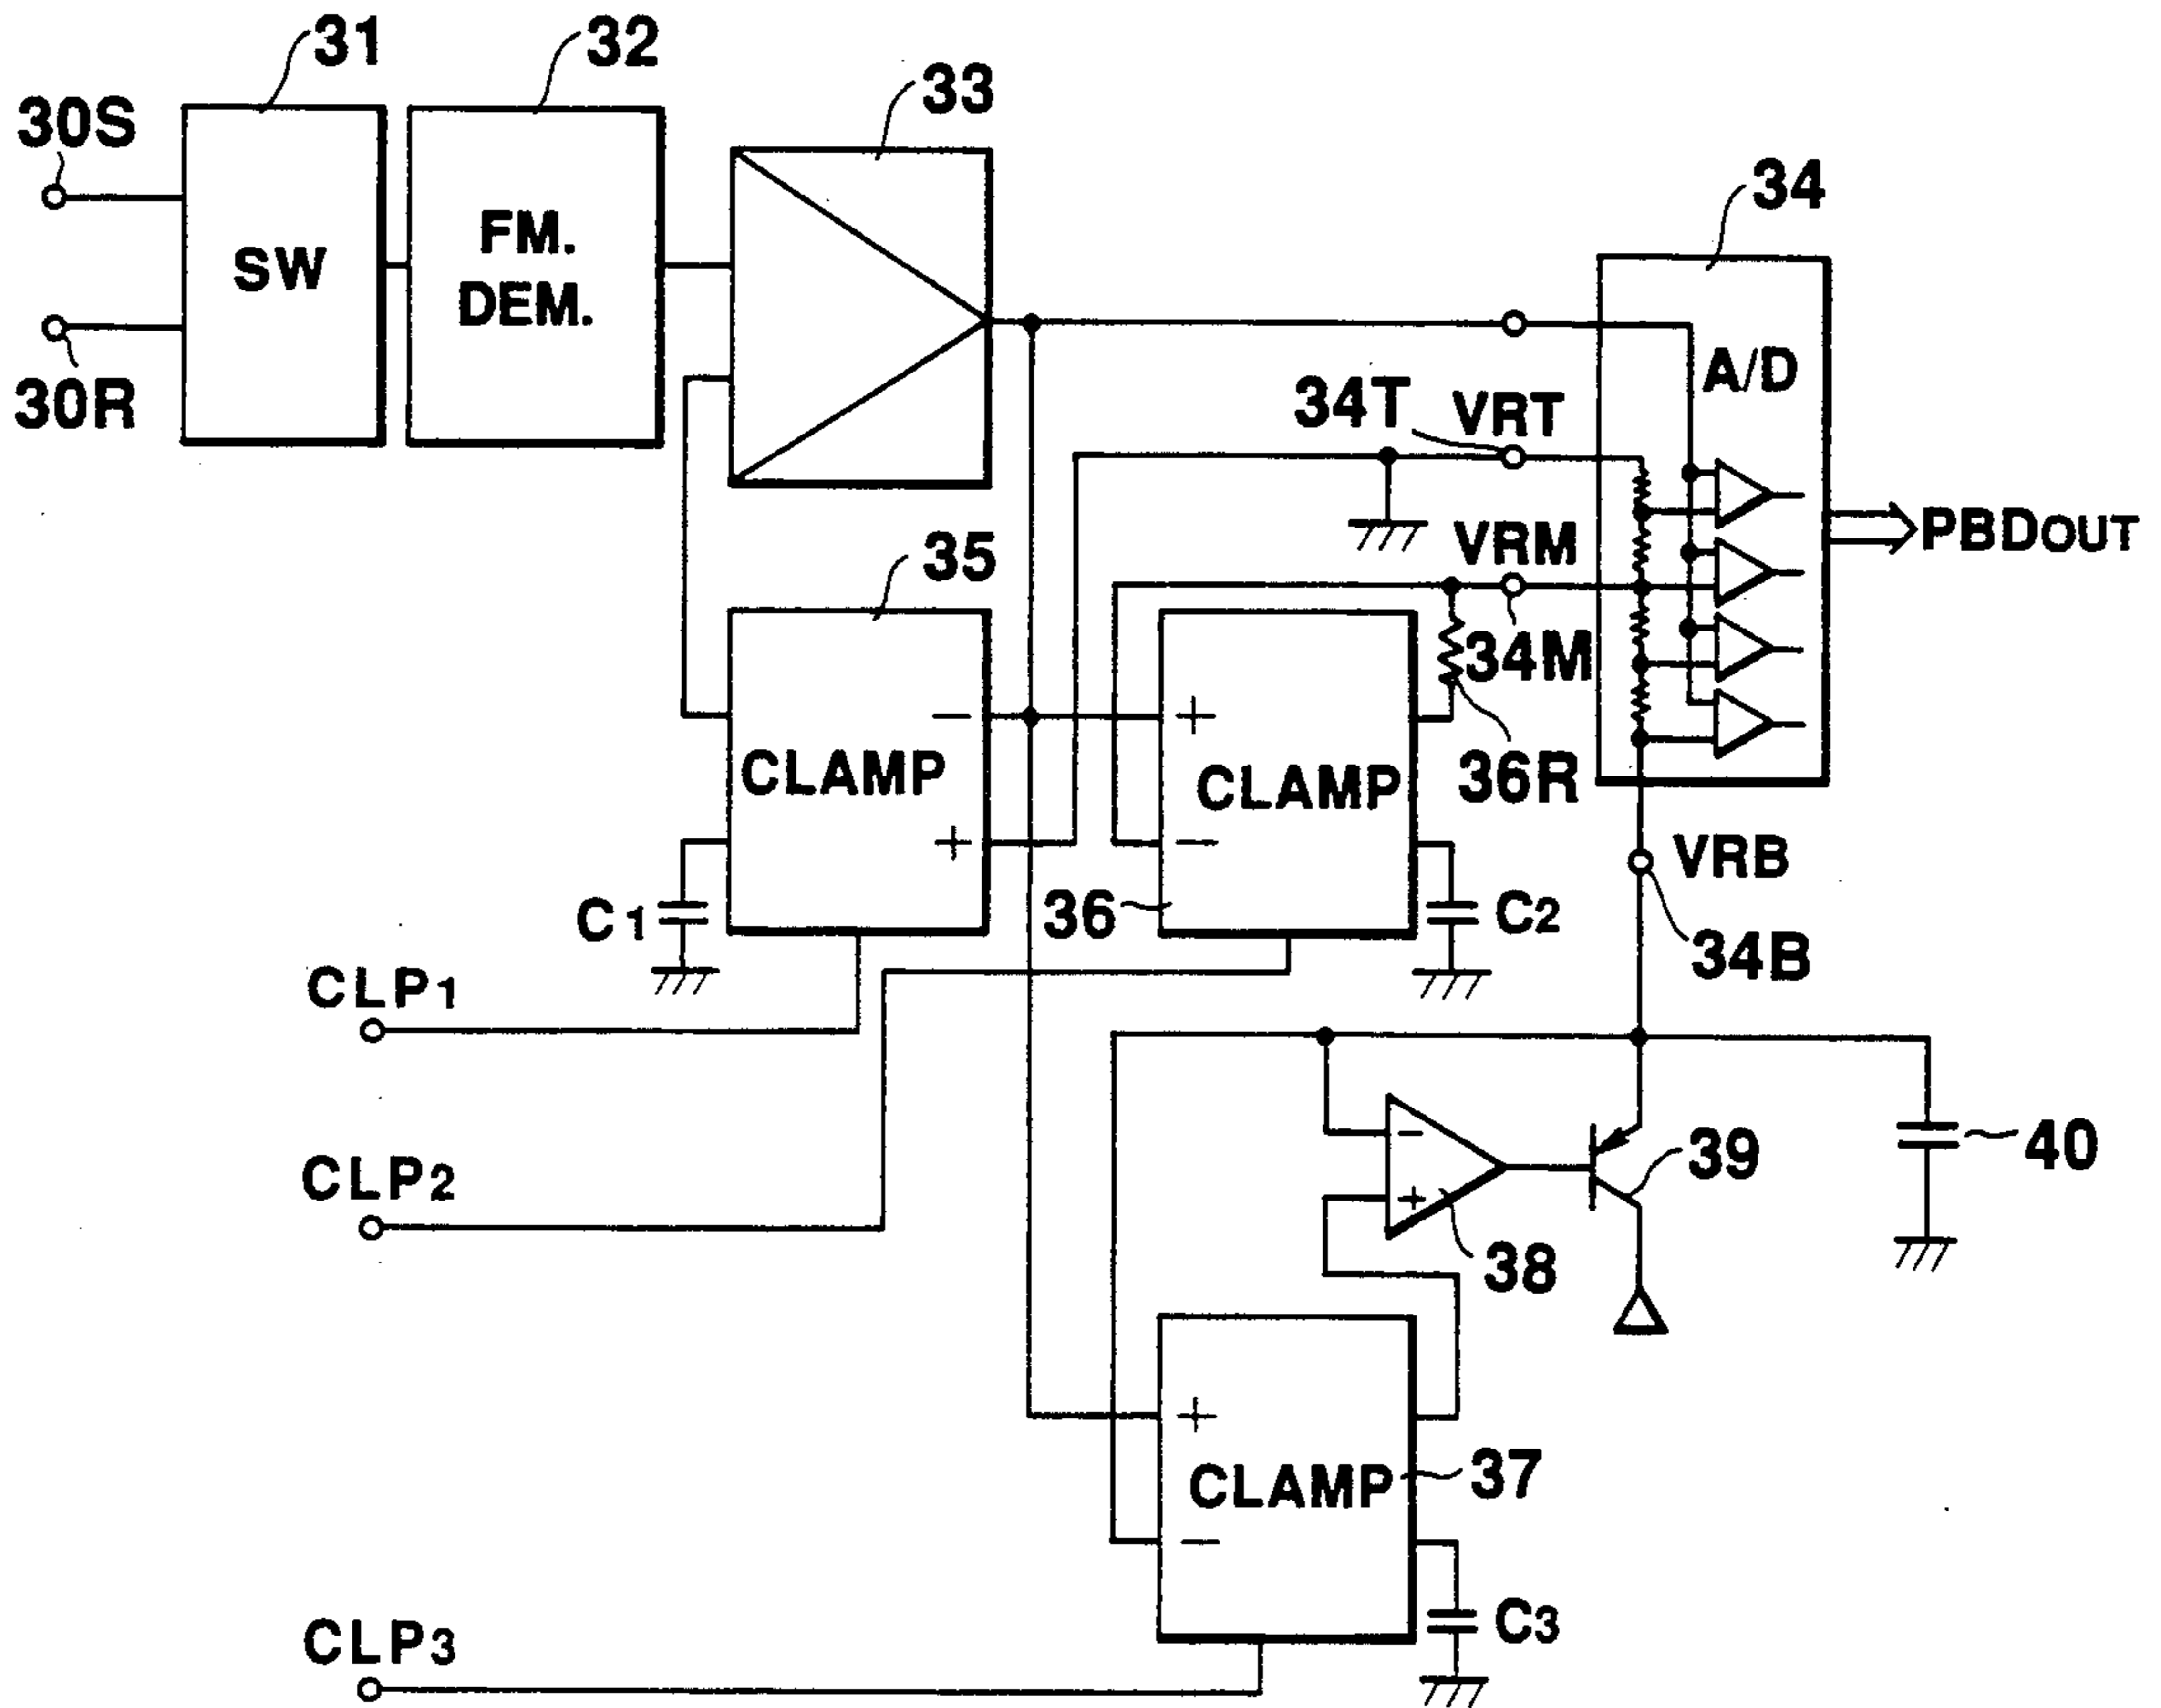 31
32
33
30S
34
SW
FM.
DEM.
30R
A/D
34T
VRT
VRM
PBDOUT
35
34M
−
+
CLAMP
CLAMP
36R
+
−
VRB
C1
36
C2
34B
CLP1
−
39
40
CLP2
+
38
+
CLAMP
37
−
C3
CLP3